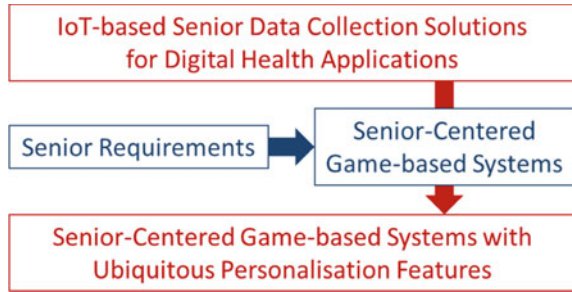 IoT-based Senior Data Collection Solutions
for Digital Health Applications
Senior Requirements
Senior-Centered
Game-based Systems
Senior-Centered Game-based Systems with
Ubiquitous Personalisation Features